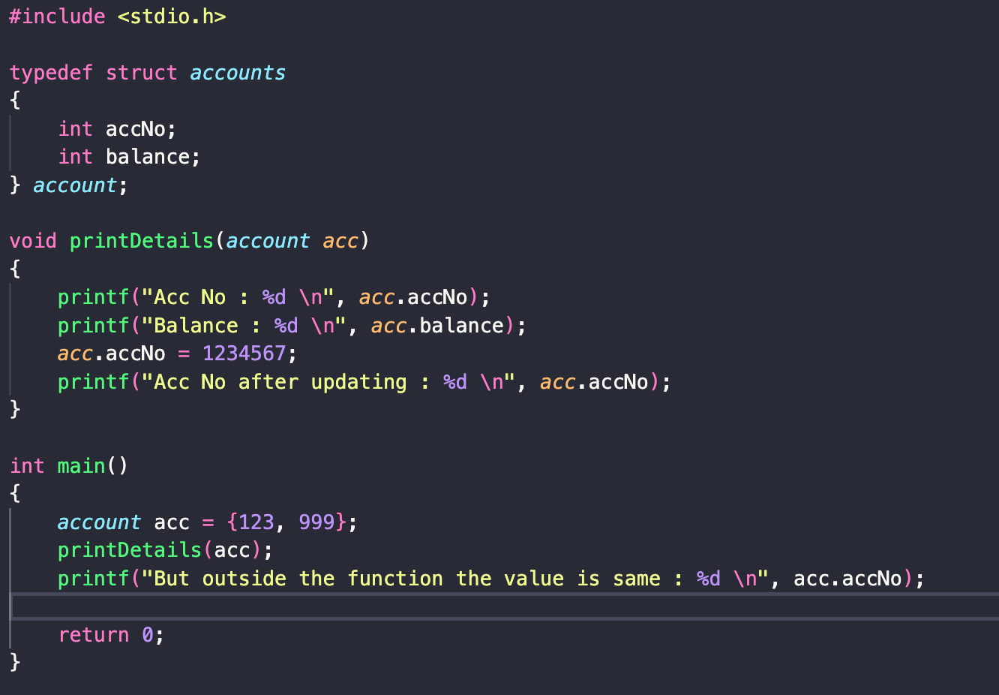 #include <stdio.h>
typedef struct accounts
{
    int accNo;
    int balance;
} account;
void printDetails(account acc)
{
    printf("Acc No : %d \n", acc.accNo);
    printf("Balance : %d \n", acc.balance);
    acc.accNo = 1234567;
    printf("Acc No after updating : %d \n", acc.accNo);
}
int main()
{
    account acc = {123, 999};
    printDetails(acc);
    printf("But outside the function the value is same : %d \n", acc.accNo);
    return 0;
}